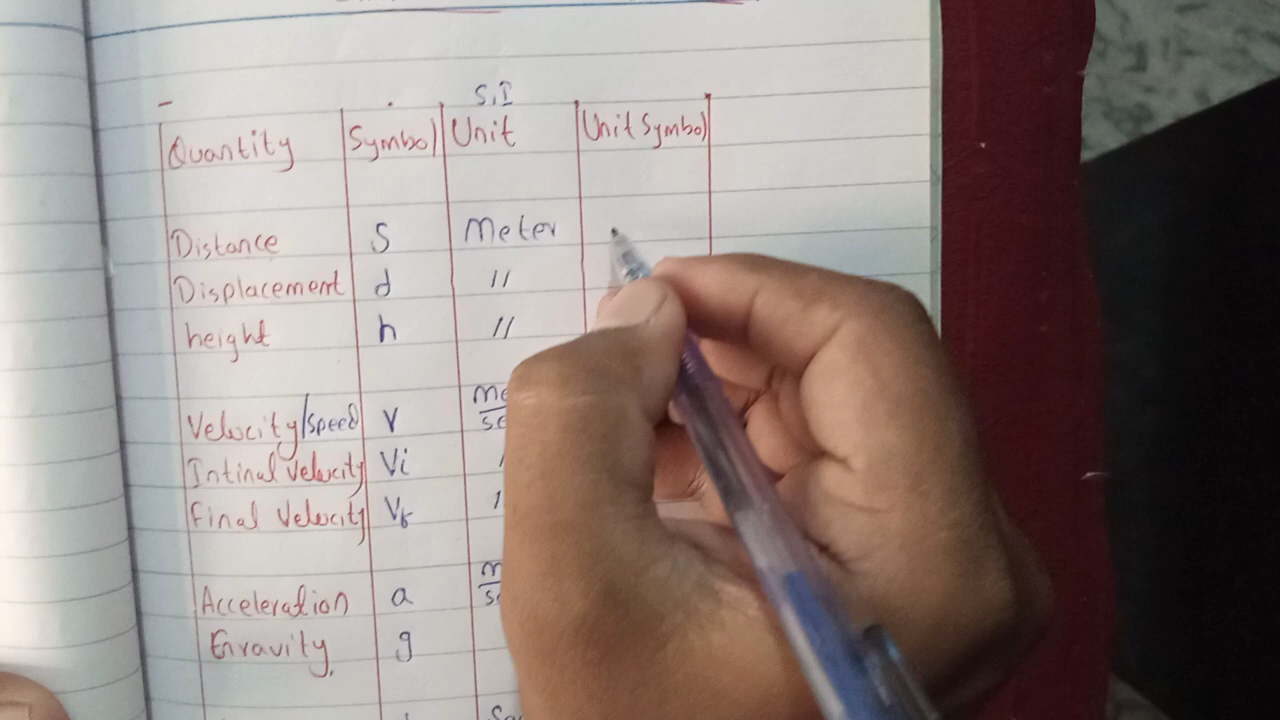 S.I
Quantity Symbol Unit Unit Symbol
Distance S Meter
Displacement d "
height h "
Velocity/speed V
Intinal Velocity Vi
Final Velocity Vf
Acceleration a
Gravity g